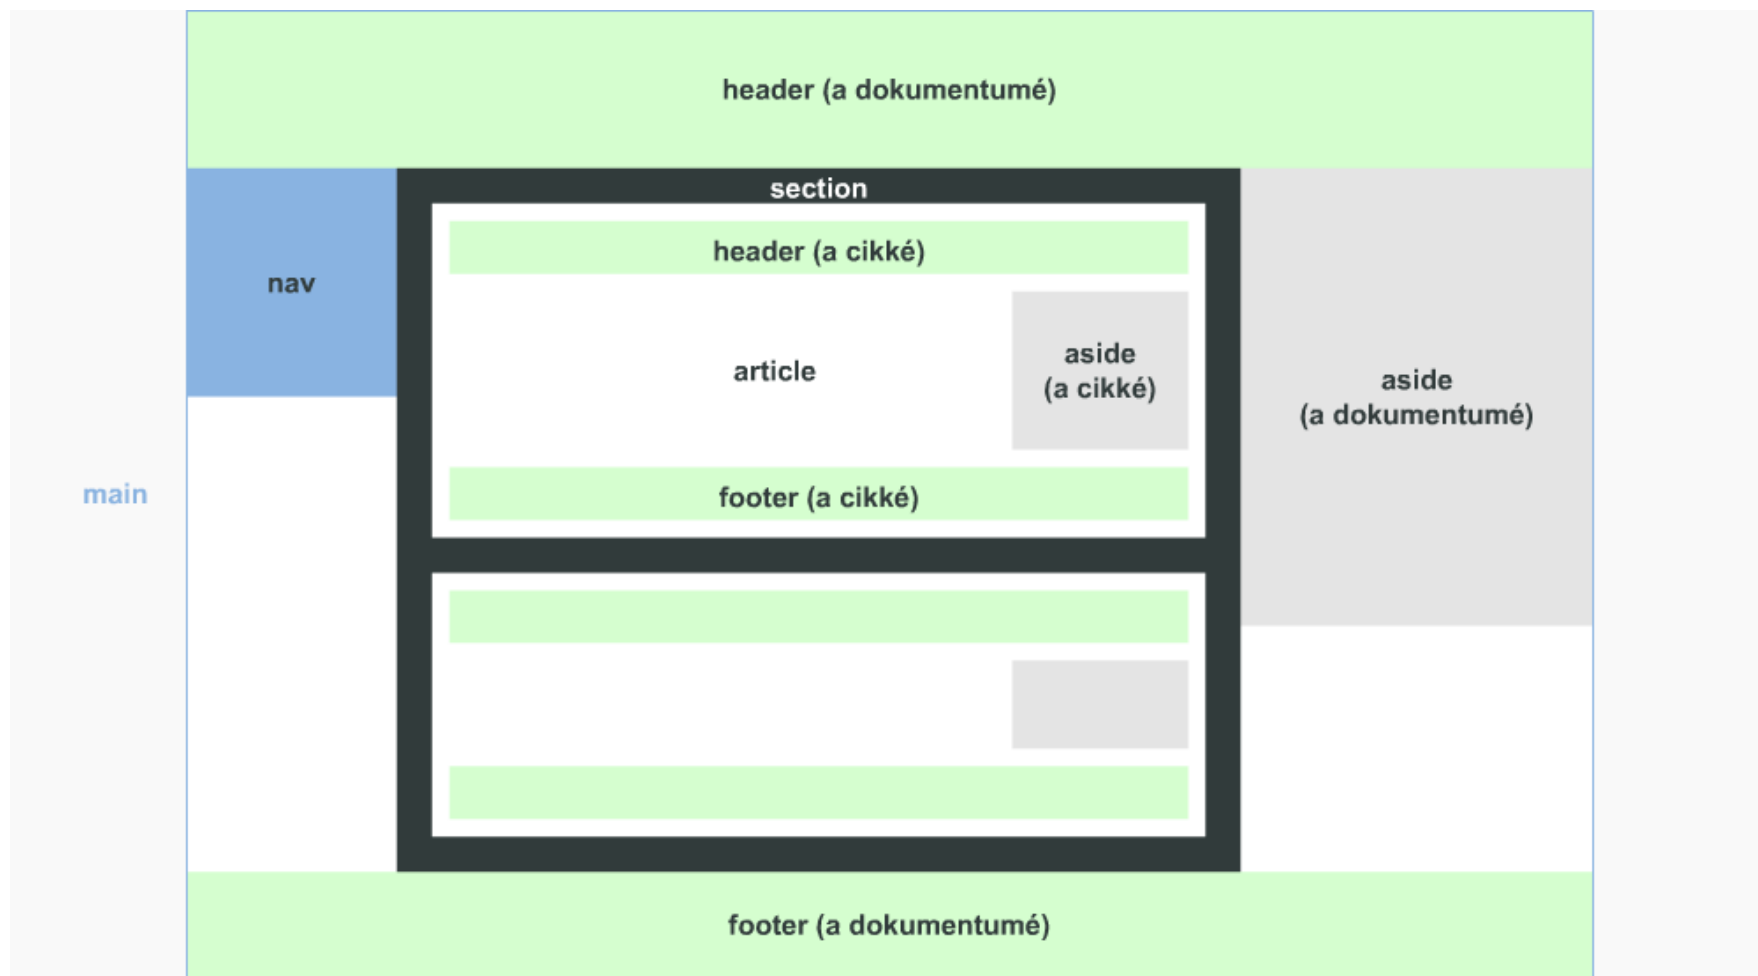 header (a dokumentumé)
section
header (a cikké)
nav
article
aside
(a cikké)
aside
(a dokumentumé)
main
footer (a cikké)
footer (a dokumentumé)